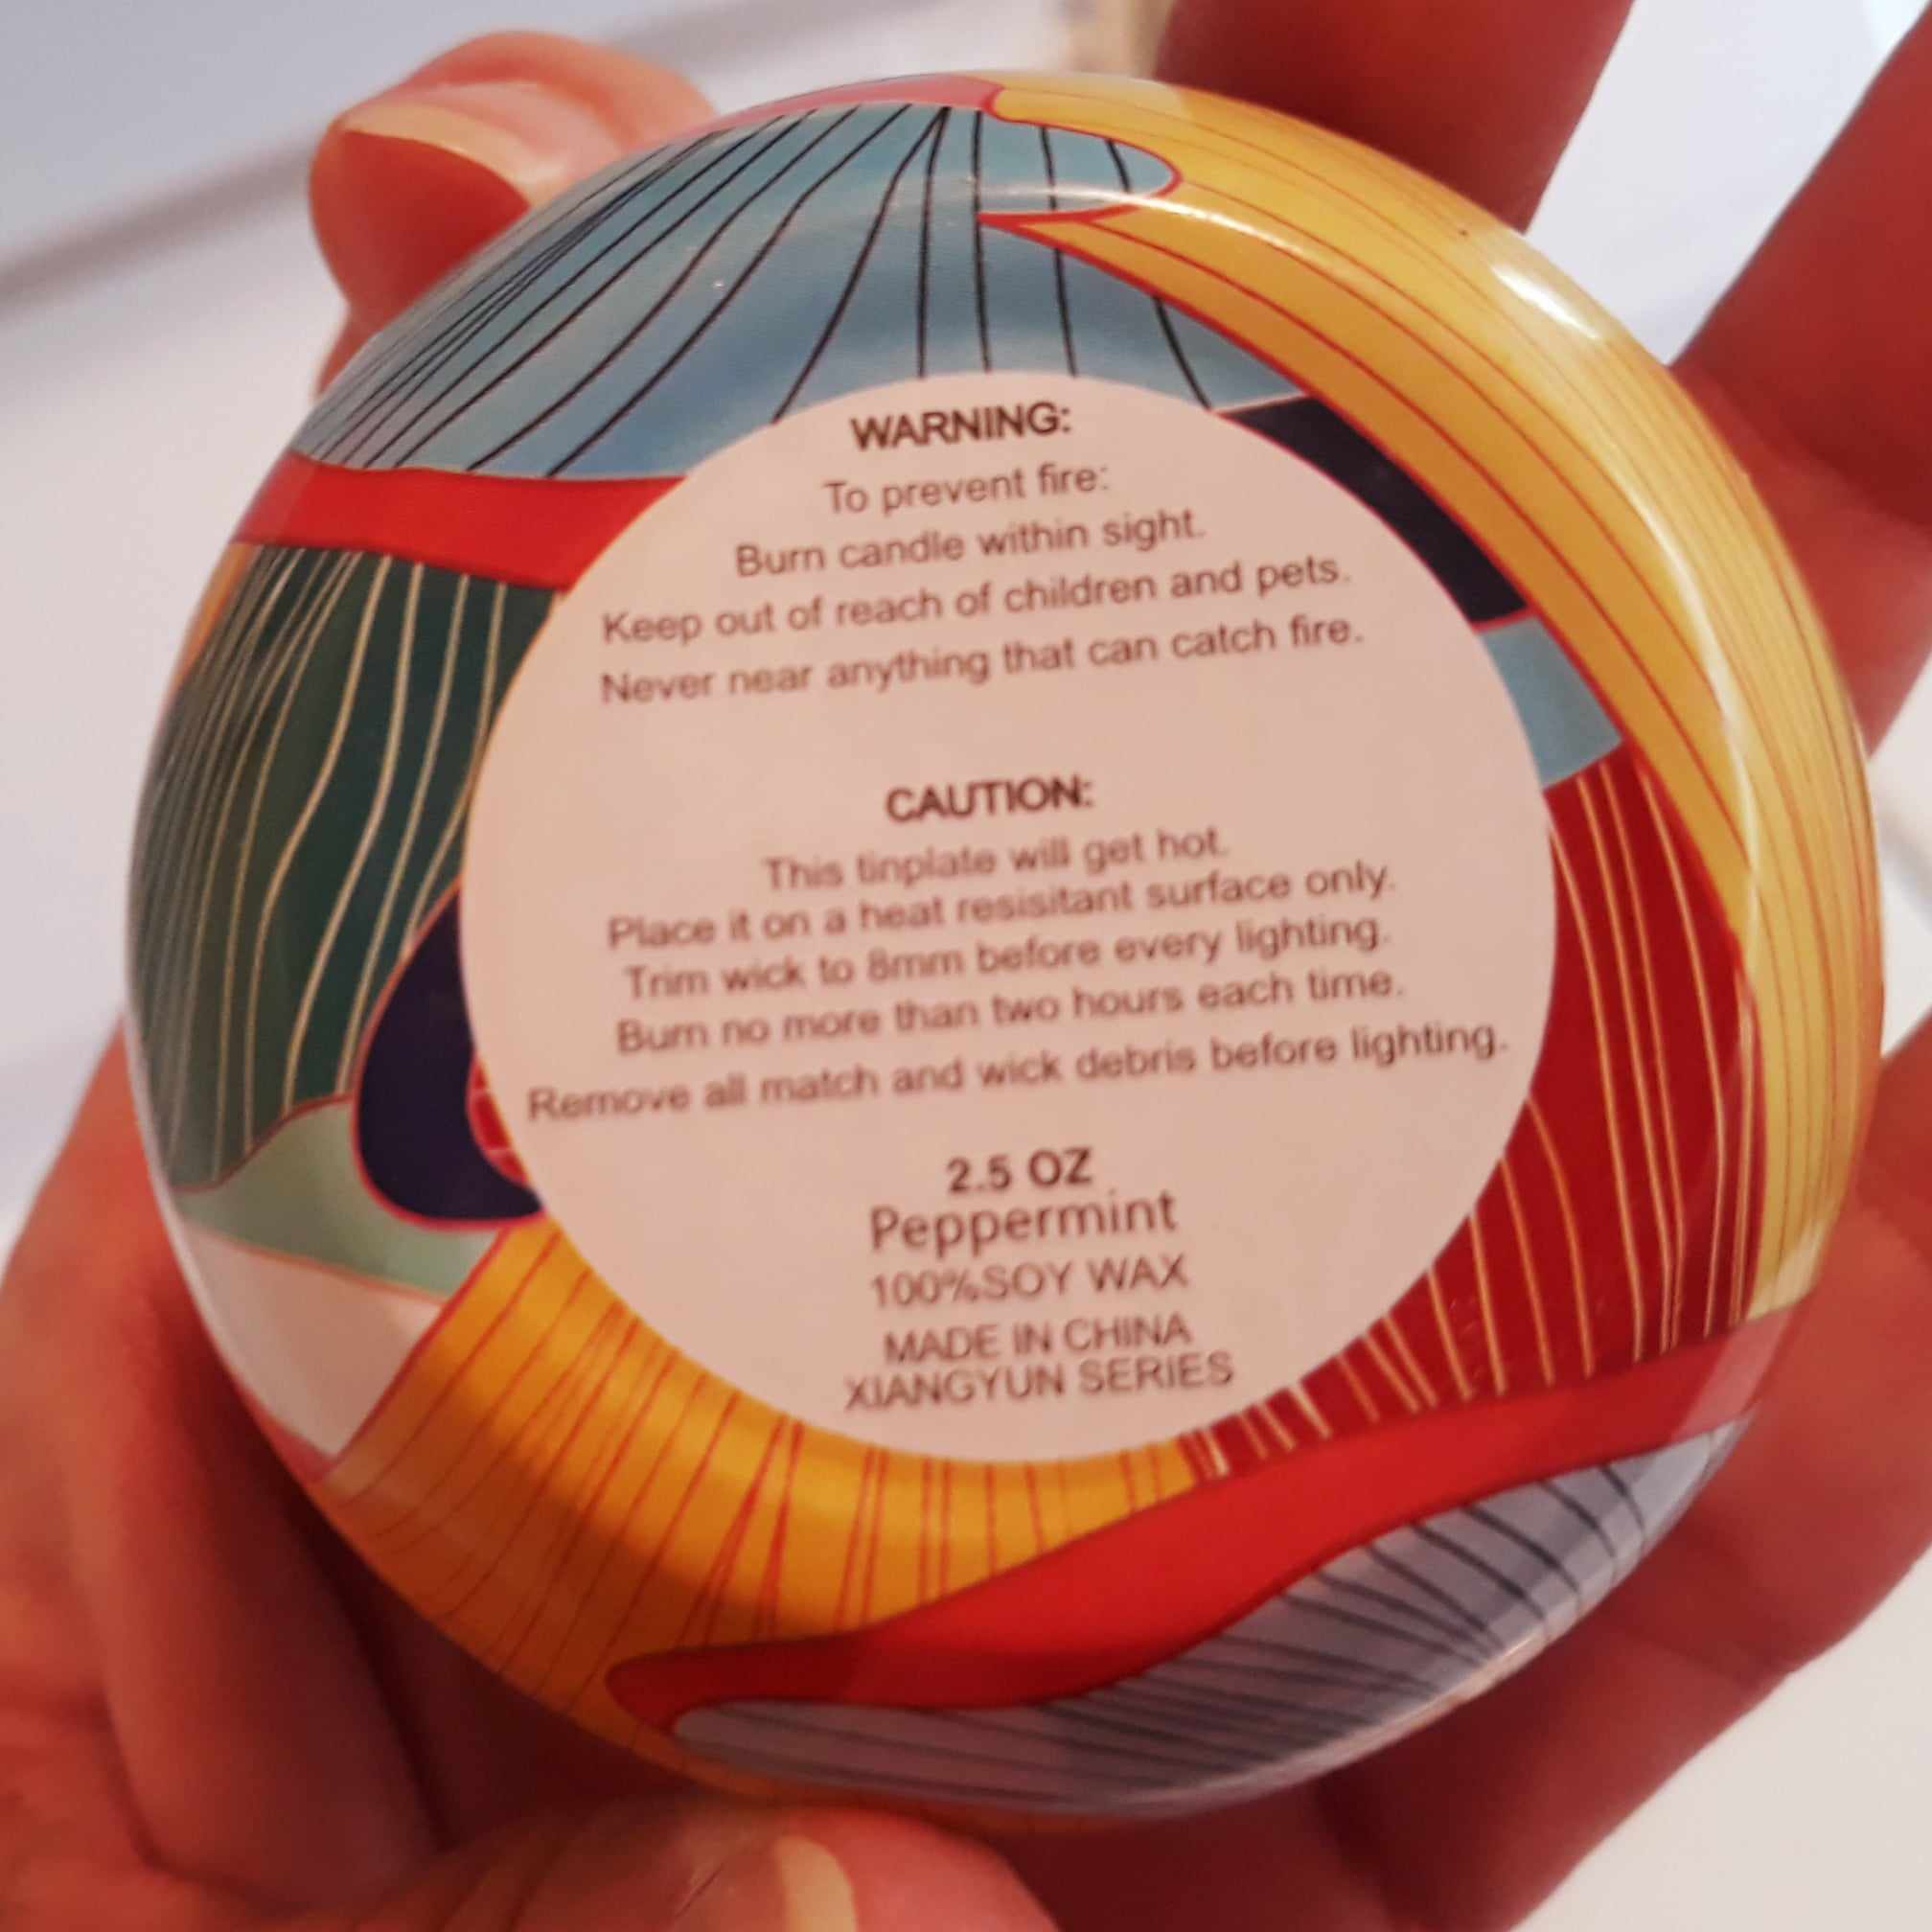 WARNING:
To prevent fire:
Burn candle within sight.
Keep out of reach of children and pets.
Never near anything that can catch fire.
CAUTION:
This tinplate will get hot.
Place it on a heat resisitant surface only.
Trim wick to 8mm before every lighting.
Burn no more than two hours each time.
Remove all match and wick debris before lighting.
2.5 OZ
Peppermint
100%SOY WAX
MADE IN CHINA
XIANGYUN SERIES